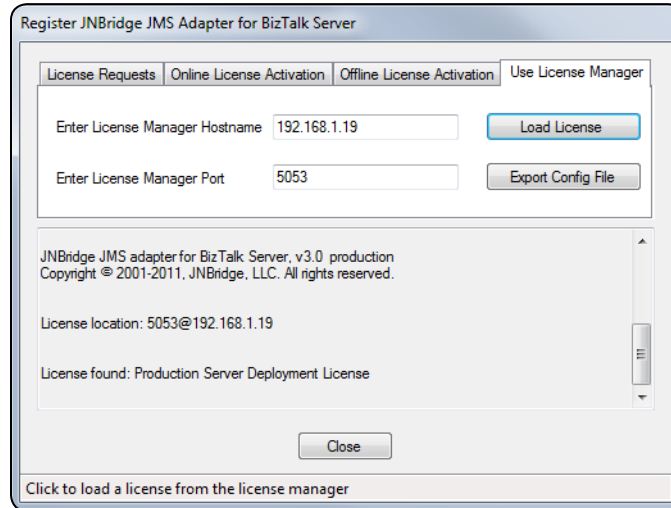 Register JNBridge JMS Adapter for BizTalk Server
License Requests Online License Activation Offline License Activation Use License Manager
Enter License Manager Hostname 192.168.1.19 Load License
Enter License Manager Port 5053 Export Config File
JNBridge JMS adapter for BizTalk Server, v3.0 production
Copyright © 2001-2011, JNBridge, LLC. All rights reserved.
License location: 5053@192.168.1.19
License found: Production Server Deployment License
Close
Click to load a license from the license manager